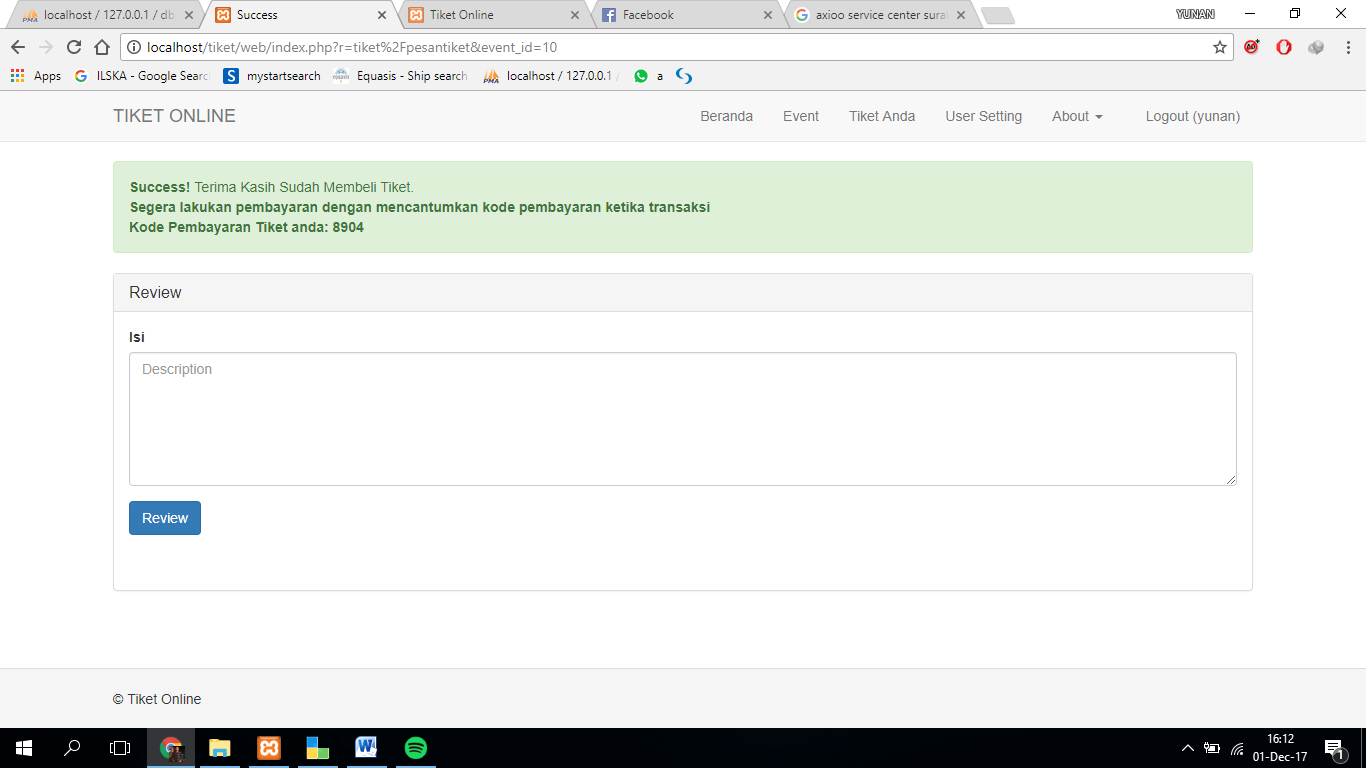 localhost / 127.0.0.1 / db
Success
Tiket Online
Facebook
axioo service center sural
YUNAN
localhost/tiket/web/index.php?r=tiket%2Fpesantiket&event_id=10
Apps
ILSKA - Google Searc
mystartsearch
Equasis - Ship search
localhost / 127.0.0.1 /
a
TIKET ONLINE
Beranda
Event
Tiket Anda
User Setting
About
Logout (yunan)
Success! Terima Kasih Sudah Membeli Tiket.
Segera lakukan pembayaran dengan mencantumkan kode pembayaran ketika transaksi
Kode Pembayaran Tiket anda: 8904
Review
Isi
Description
Review
© Tiket Online
16:12
01-Dec-17
1